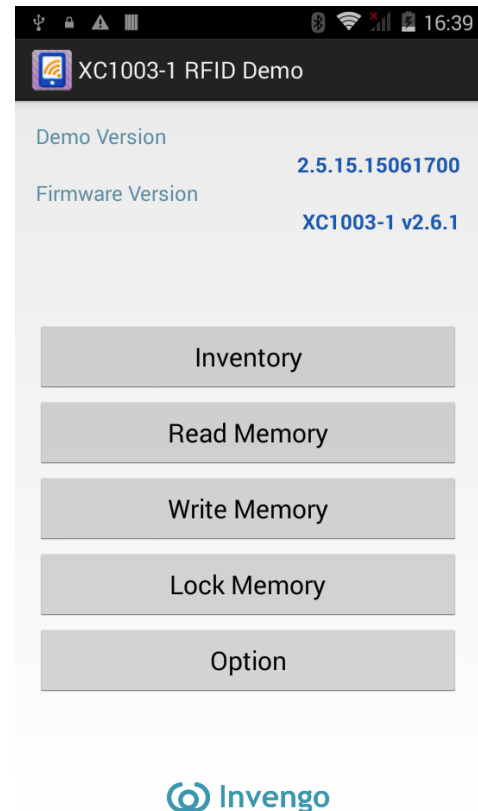 16:39
XC1003-1 RFID Demo
Demo Version
2.5.15.15061700
Firmware Version
XC1003-1 v2.6.1
Inventory
Read Memory
Write Memory
Lock Memory
Option
Invengo